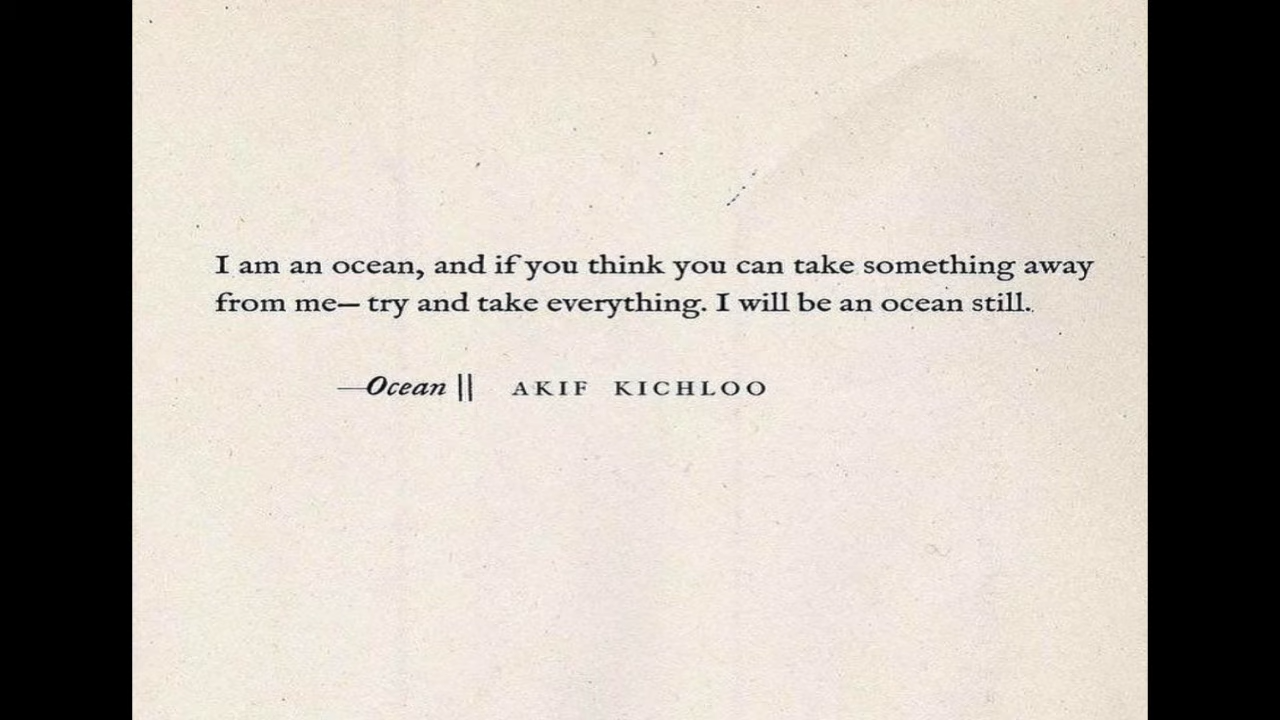 I am an ocean, and if you think you can take something away
from me— try and take everything. I will be an ocean still.
—Ocean || AKIF KICHLOO